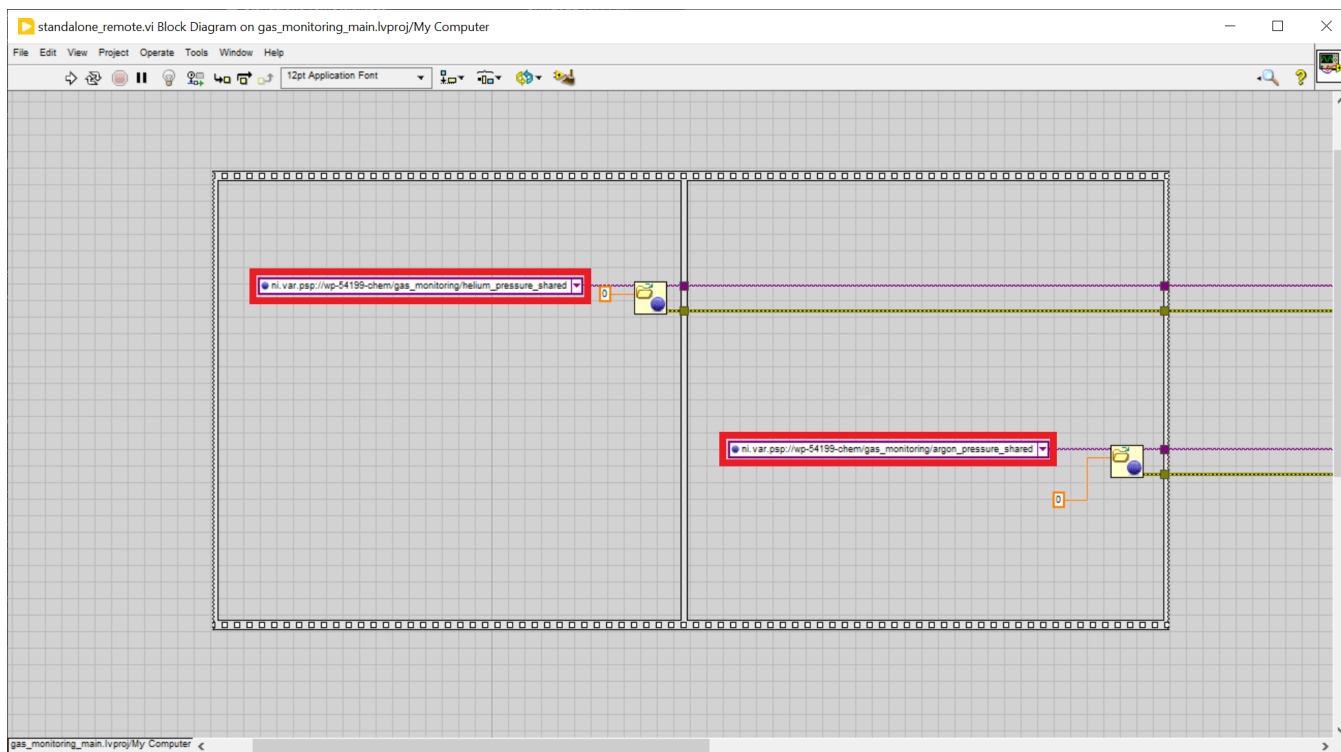 standalone_remote.vi Block Diagram on gas_monitoring_main.lvproj/My Computer
File Edit View Project Operate Tools Window Help
12pt Application Font
ni.var.psp://wp-54199-chem/gas_monitoring/helium_pressure_shared
0
ni.var.psp://wp-54199-chem/gas_monitoring/argon_pressure_shared
0
gas_monitoring_main.lvproj/My Computer